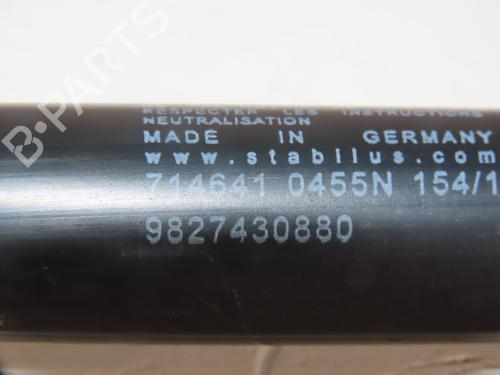 RESPECTER LES INSTRUCTIONS
NEUTRALISATION
MADE IN GERMANY
www.stabilus.com
714641 0455N 154/1
9827430880
B-PARTS